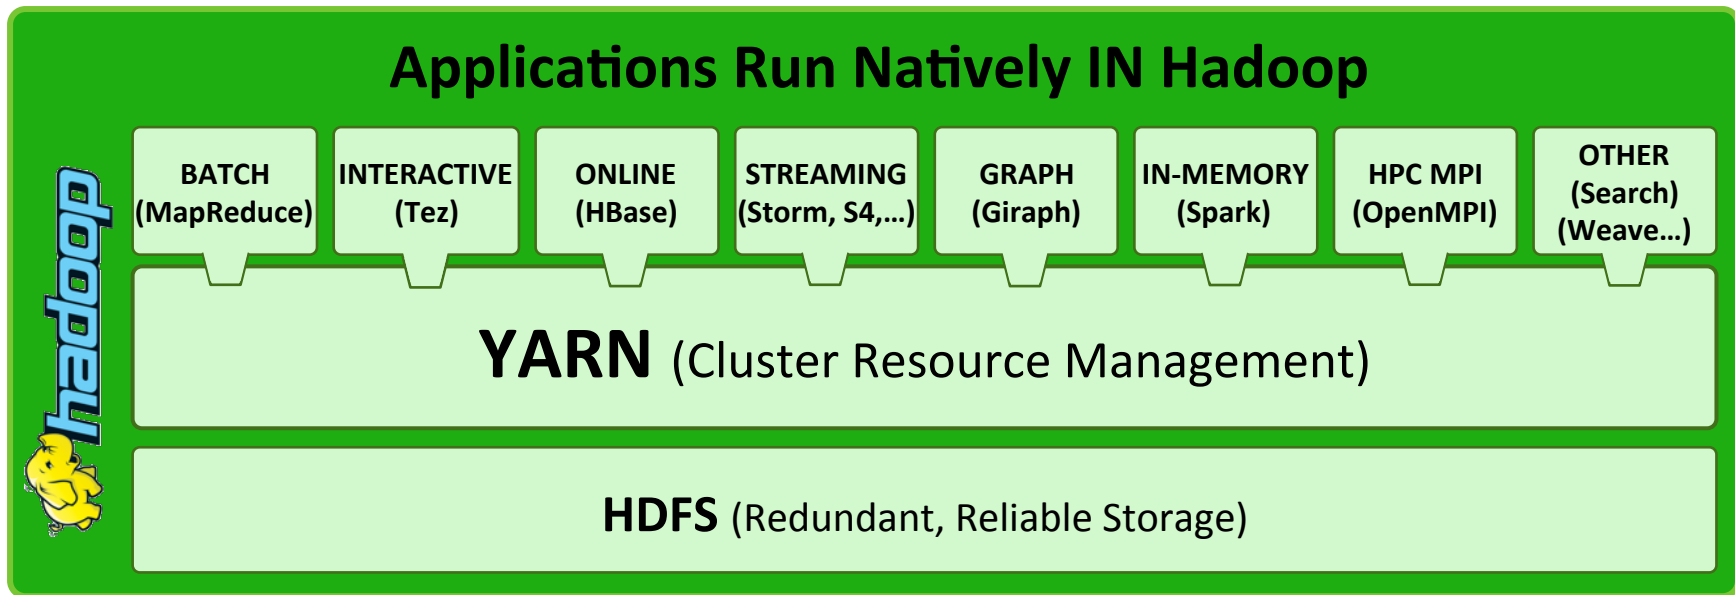 Applications Run Natively IN Hadoop
BATCH
(MapReduce)
INTERACTIVE
(Tez)
ONLINE
(HBase)
STREAMING
(Storm, S4,...)
GRAPH
(Giraph)
IN-MEMORY
(Spark)
HPC MPI
(OpenMPI)
OTHER
(Search)
(Weave...)
hadoop
YARN (Cluster Resource Management)
HDFS (Redundant, Reliable Storage)